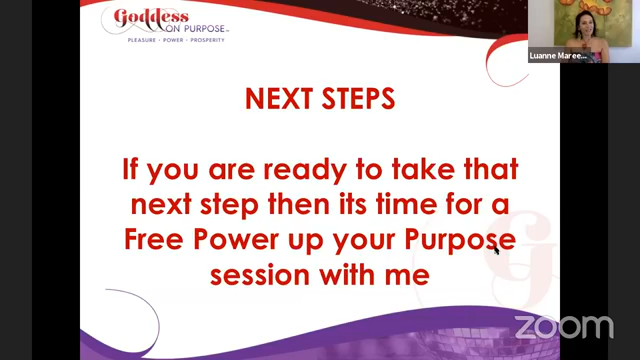 Goddess
ON PURPOSE™
PLEASURE • POWER • PROSPERITY
Luanne Maree...
NEXT STEPS
If you are ready to take that
next step then its time for a
Free Power up your Purpose
session with me
zoom